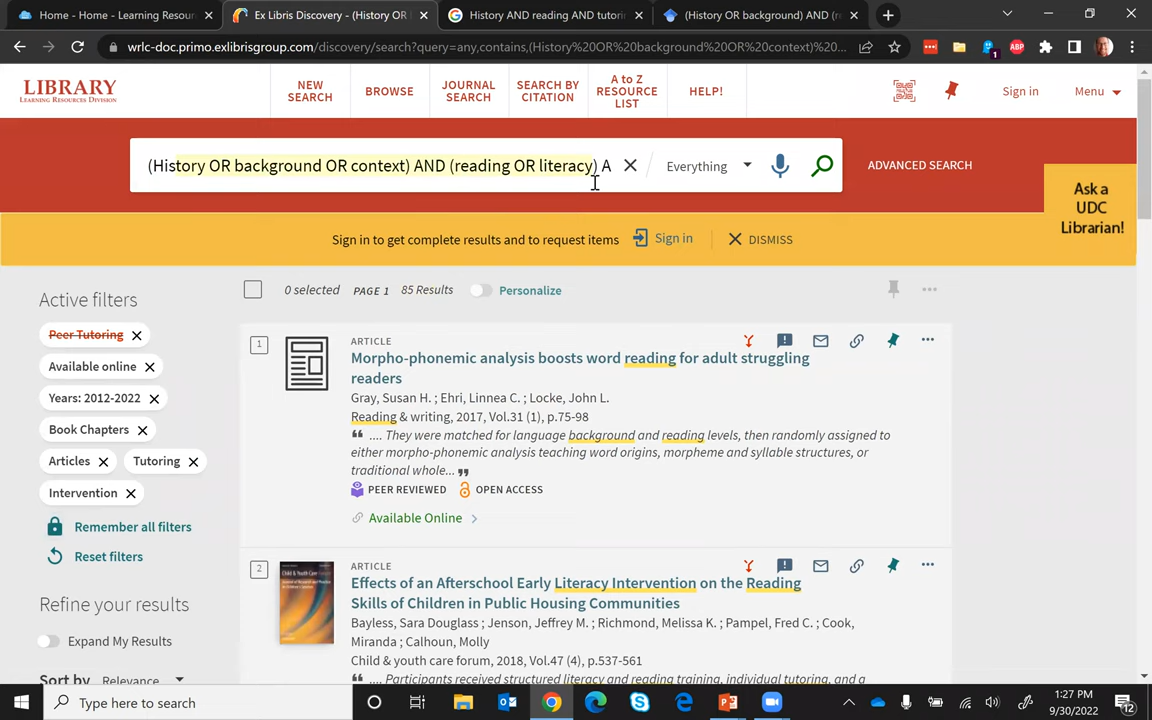 Home - Home - Learning Resour
Ex Libris Discovery - (History OR
History AND reading AND tutori
(History OR background) AND (r
wrlc-doc.primo.exlibrisgroup.com/discovery/search?query=any,contains,(History%20OR%20background%20OR%20context)%20...
LIBRARY
LEARNING RESOURCES DIVISION
NEW SEARCH
BROWSE
JOURNAL SEARCH
SEARCH BY CITATION
A to Z RESOURCE LIST
HELP!
Sign in
Menu
(History OR background OR context) AND (reading OR literacy) A
Everything
ADVANCED SEARCH
Ask a
UDC
Librarian!
Sign in to get complete results and to request items
Sign in
DISMISS
Active filters
Peer Tutoring
Available online
Years: 2012-2022
Book Chapters
Articles
Tutoring
Intervention
Remember all filters
Reset filters
Refine your results
Expand My Results
Sort by Relevance
0 selected PAGE 1 85 Results
Personalize
1
ARTICLE
Morpho-phonemic analysis boosts word reading for adult struggling
readers
Gray, Susan H. ; Ehri, Linnea C. ; Locke, John L.
Reading & writing, 2017, Vol.31 (1), p.75-98
❝ .... They were matched for language background and reading levels, then randomly assigned to
either morpho-phonemic analysis teaching word origins, morpheme and syllable structures, or
traditional whole... ❞
PEER REVIEWED
OPEN ACCESS
Available Online
2
ARTICLE
Effects of an Afterschool Early Literacy Intervention on the Reading
Skills of Children in Public Housing Communities
Bayless, Sara Douglass ; Jenson, Jeffrey M. ; Richmond, Melissa K. ; Pampel, Fred C. ; Cook,
Miranda ; Calhoun, Molly
Child & youth care forum, 2018, Vol.47 (4), p.537-561
❝ .... Participants received structured literacy and reading training, individual tutoring, and a
Type here to search
1:27 PM
9/30/2022
12